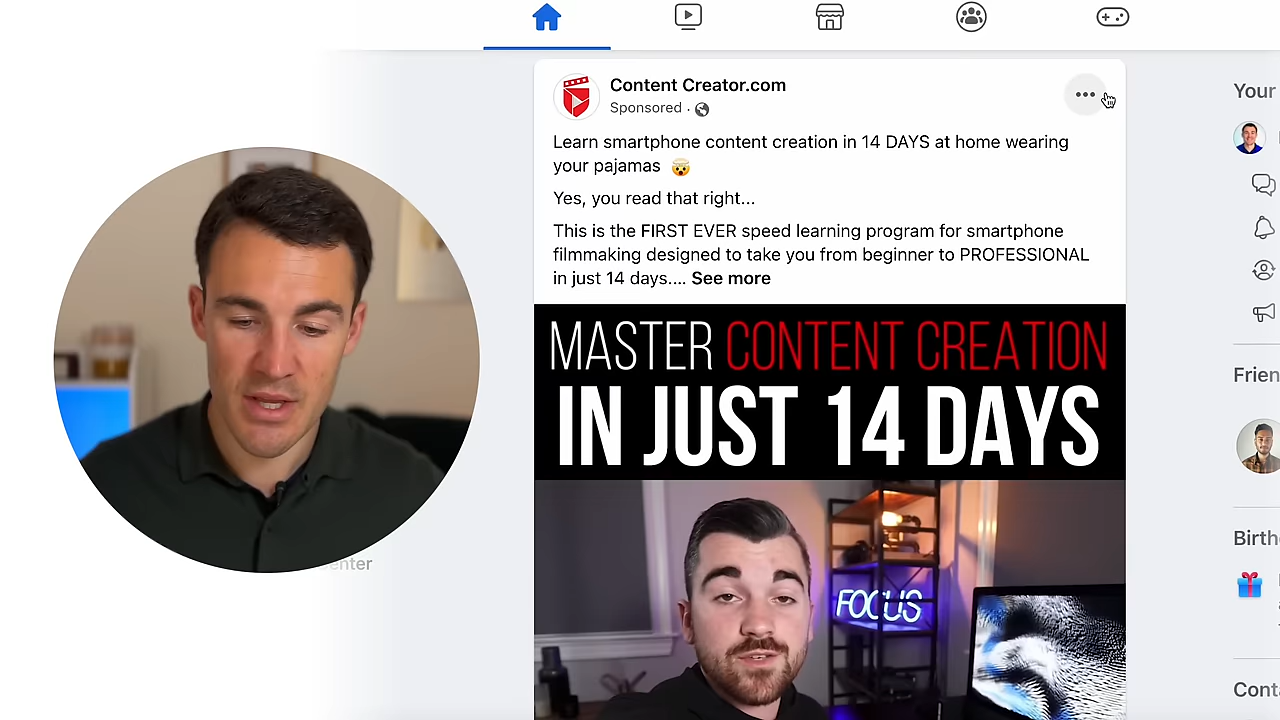 Content Creator.com
Sponsored ·
Learn smartphone content creation in 14 DAYS at home wearing
your pajamas 🤯
Yes, you read that right...
This is the FIRST EVER speed learning program for smartphone
filmmaking designed to take you from beginner to PROFESSIONAL
in just 14 days.... See more
MASTER CONTENT CREATION
IN JUST 14 DAYS
FOCUS
enter
Your
Frien
Birth
Cont